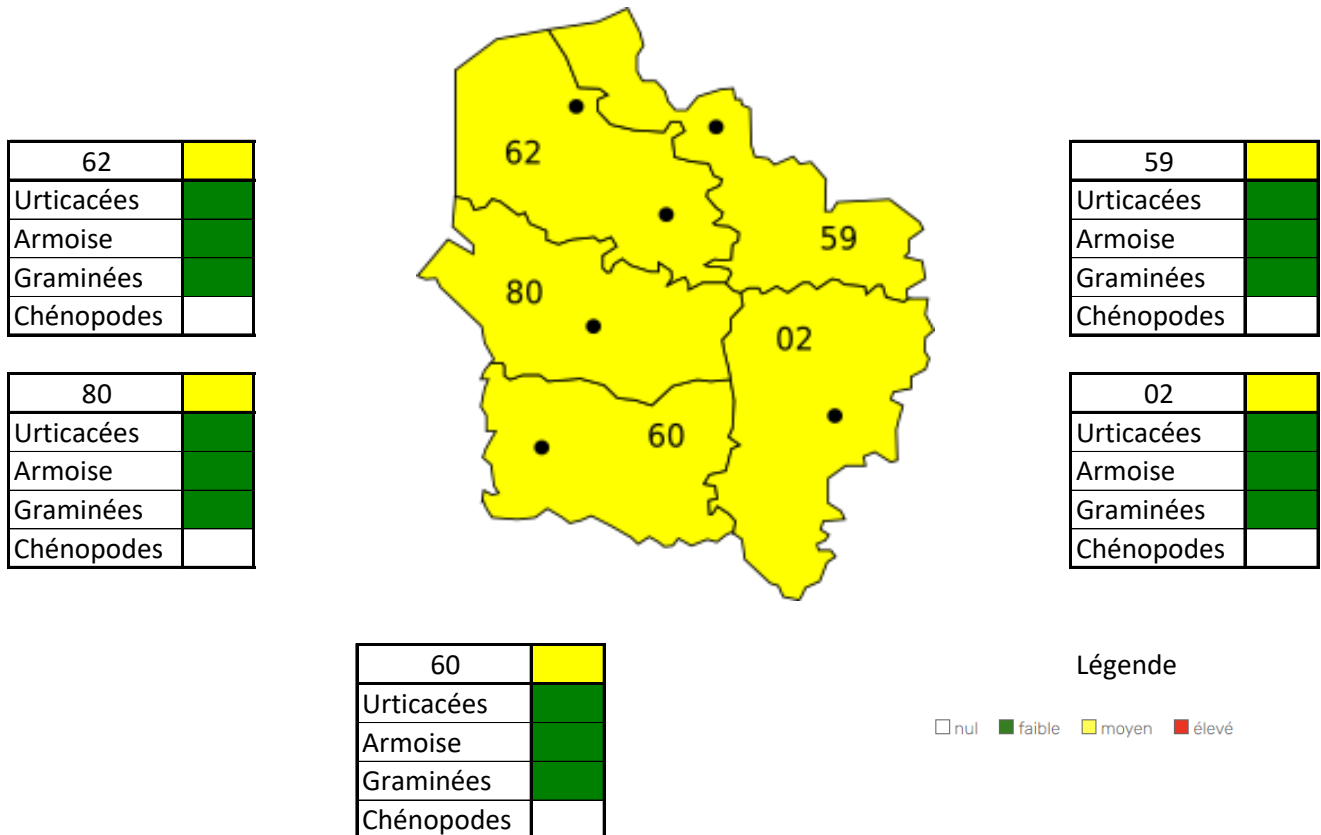 62
Urticacées
Armoise
Graminées
Chénopodes
80
Urticacées
Armoise
Graminées
Chénopodes
62
59
80
02
60
59
Urticacées
Armoise
Graminées
Chénopodes
02
Urticacées
Armoise
Graminées
Chénopodes
60
Urticacées
Armoise
Graminées
Chénopodes
Légende
nul faible moyen élevé